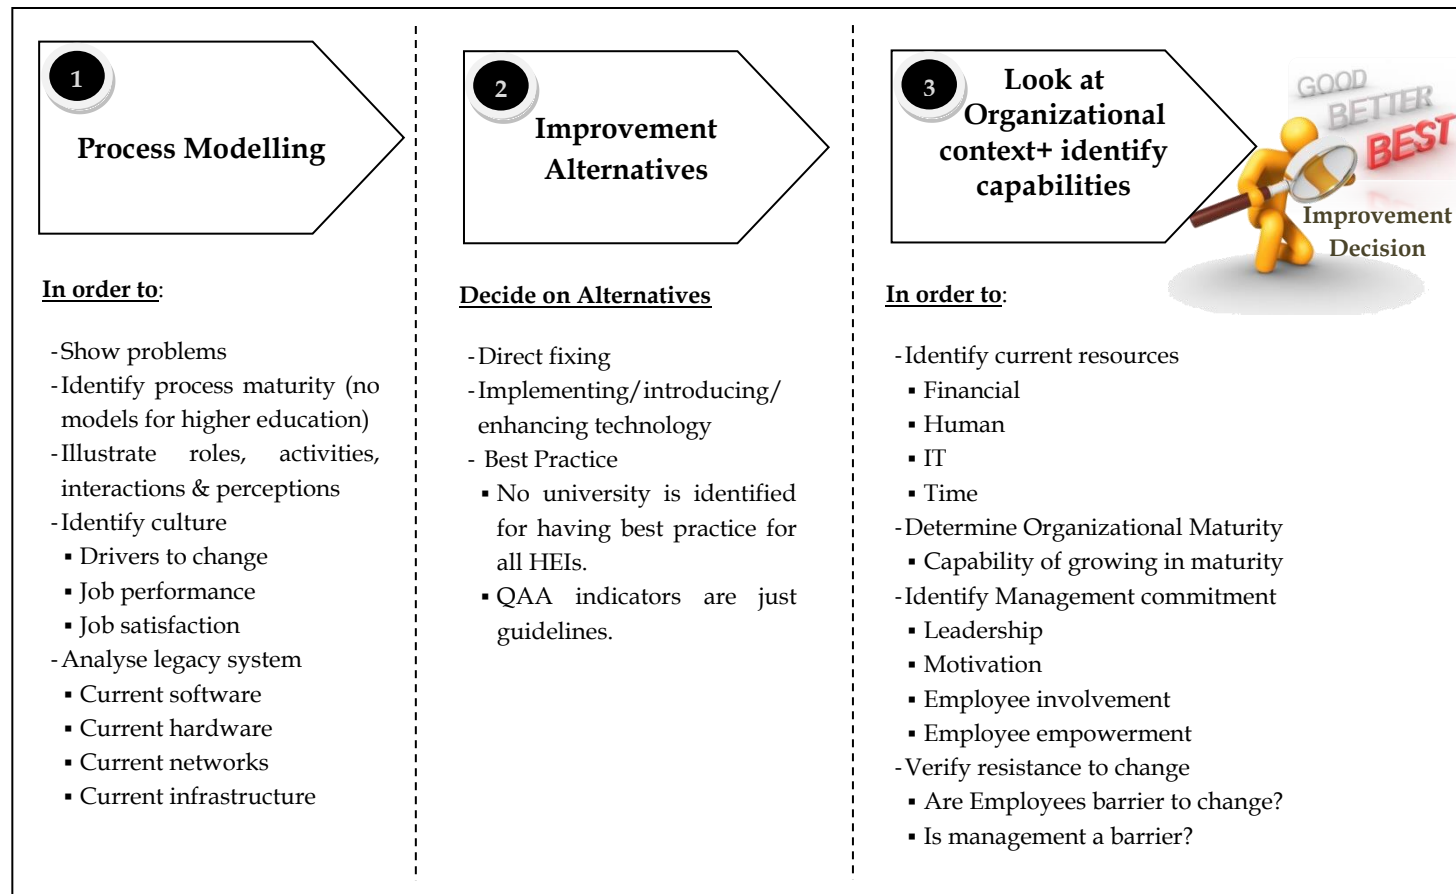 1
Process Modelling
In order to:
-Show problems
-Identify process maturity (no
models for higher education)
-Illustrate roles, activities,
interactions & perceptions
-Identify culture
▪ Drivers to change
▪ Job performance
▪ Job satisfaction
-Analyse legacy system
▪ Current software
▪ Current hardware
▪ Current networks
▪ Current infrastructure
2
Improvement
Alternatives
Decide on Alternatives
-Direct fixing
-Implementing/introducing/
enhancing technology
- Best Practice
▪ No university is identified
for having best practice for
all HEIs.
▪ QAA indicators are just
guidelines.
3
Look at
Organizational
context+ identify
capabilities
GOOD
BETTER
BEST
Improvement
Decision
In order to:
-Identify current resources
▪ Financial
▪ Human
▪ IT
▪ Time
-Determine Organizational Maturity
▪ Capability of growing in maturity
-Identify Management commitment
▪ Leadership
▪ Motivation
▪ Employee involvement
▪ Employee empowerment
-Verify resistance to change
▪ Are Employees barrier to change?
▪ Is management a barrier?